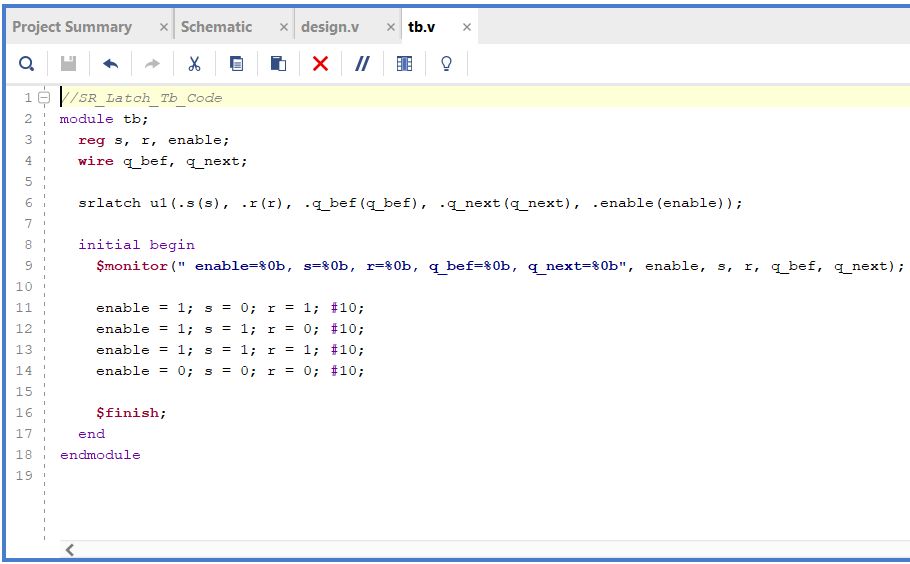 Project Summary × Schematic × design.v × tb.v ×
1 //SR_Latch_Tb_Code
2 module tb;
3 reg s, r, enable;
4 wire q_bef, q_next;
5
6 srlatch u1(.s(s), .r(r), .q_bef(q_bef), .q_next(q_next), .enable(enable));
7
8 initial begin
9 $monitor(" enable=%0b, s=%0b, r=%0b, q_bef=%0b, q_next=%0b", enable, s, r, q_bef, q_next);
10
11 enable = 1; s = 0; r = 1; #10;
12 enable = 1; s = 1; r = 0; #10;
13 enable = 1; s = 1; r = 1; #10;
14 enable = 0; s = 0; r = 0; #10;
15
16 $finish;
17 end
18 endmodule
19